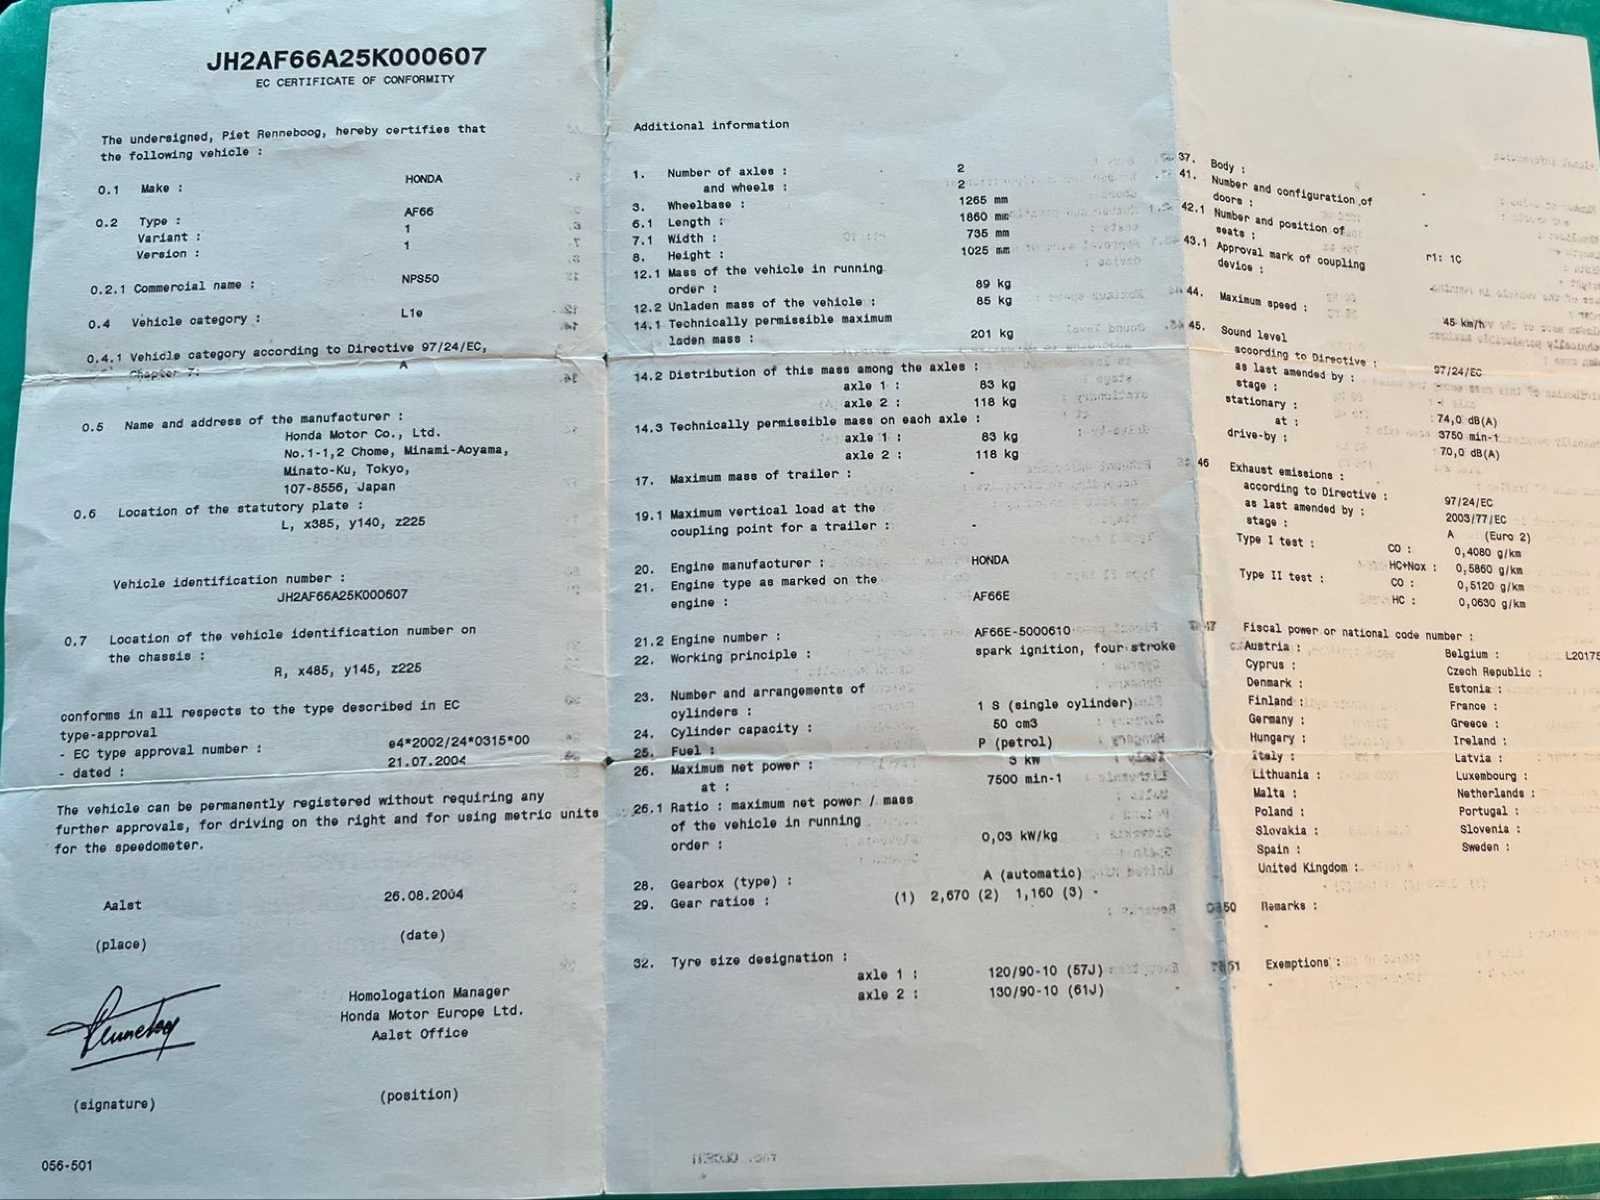 JH2AF66A25K000607
EC CERTIFICATE OF CONFORMITY
The undersigned, Piet Renneboog, hereby certifies that
the following vehicle :
0.1 Make : HONDA
0.2 Type : AF66
Variant : 1
Version : 1
0.2.1 Commercial name : NPS50
0.4 Vehicle category : L1e
0.4.1 Vehicle category according to Directive 97/24/EC,
Chapter 7: A
0.5 Name and address of the manufacturer :
Honda Motor Co., Ltd.
No.1-1,2 Chome, Minami-Aoyama,
Minato-Ku, Tokyo,
107-8556, Japan
0.6 Location of the statutory plate :
L, x385, y140, z225
Vehicle identification number :
JH2AF66A25K000607
0.7 Location of the vehicle identification number on
the chassis :
R, x485, y145, z225
conforms in all respects to the type described in EC
type-approval
- EC type approval number : e4*2002/24*0315*00
- dated : 21.07.2004
The vehicle can be permanently registered without requiring any
further approvals, for driving on the right and for using metric units
for the speedometer.
Aalst 26.08.2004
(place) (date)
Homologation Manager
Honda Motor Europe Ltd.
Aalst Office
(signature) (position)
056-501
Additional information
1. Number of axles : 2
and wheels : 2
3. Wheelbase : 1265 mm
6.1 Length : 1860 mm
7.1 Width : 735 mm
8. Height : 1025 mm
12.1 Mass of the vehicle in running
order : 89 kg
12.2 Unladen mass of the vehicle : 85 kg
14.1 Technically permissible maximum
laden mass : 201 kg
14.2 Distribution of this mass among the axles :
axle 1 : 83 kg
axle 2 : 118 kg
14.3 Technically permissible mass on each axle :
axle 1 : 83 kg
axle 2 : 118 kg
17. Maximum mass of trailer : -
19.1 Maximum vertical load at the
coupling point for a trailer : -
20. Engine manufacturer : HONDA
21. Engine type as marked on the
engine : AF66E
21.2 Engine number : AF66E-5000610
22. Working principle : spark ignition, four stroke
23. Number and arrangements of
cylinders : 1 S (single cylinder)
24. Cylinder capacity : 50 cm3
25. Fuel : P (petrol)
26. Maximum net power : 3 kW
at : 7500 min-1
26.1 Ratio : maximum net power / mass
of the vehicle in running
order : 0,03 kW/kg
28. Gearbox (type) : A (automatic)
29. Gear ratios : (1) 2,670 (2) 1,160 (3) -
32. Tyre size designation :
axle 1 : 120/90-10 (57J)
axle 2 : 130/90-10 (61J)
37. Body :
41. Number and configuration of
doors : -
42.1 Number and position of
seats : -
43.1 Approval mark of coupling
device : r1: 1C
44. Maximum speed : 45 km/h
45. Sound level
according to Directive : 97/24/EC
as last amended by : -
stage : -
stationary : 74,0 dB(A)
at : 3750 min-1
drive-by : 70,0 dB(A)
46 Exhaust emissions :
according to Directive : 97/24/EC
as last amended by : 2003/77/EC
stage : A (Euro 2)
Type I test : CO : 0,4080 g/km
HC+Nox : 0,5860 g/km
Type II test : CO : 0,5120 g/km
HC : 0,0630 g/km
47 Fiscal power or national code number :
Austria : Belgium : L20175
Cyprus : Czech Republic :
Denmark : Estonia :
Finland : France :
Germany : Greece :
Hungary : Ireland :
Italy : Latvia :
Lithuania : Luxembourg :
Malta : Netherlands :
Poland : Portugal :
Slovakia : Slovenia :
Spain : Sweden :
United Kingdom :
50 Remarks :
-
51 Exemptions :
-